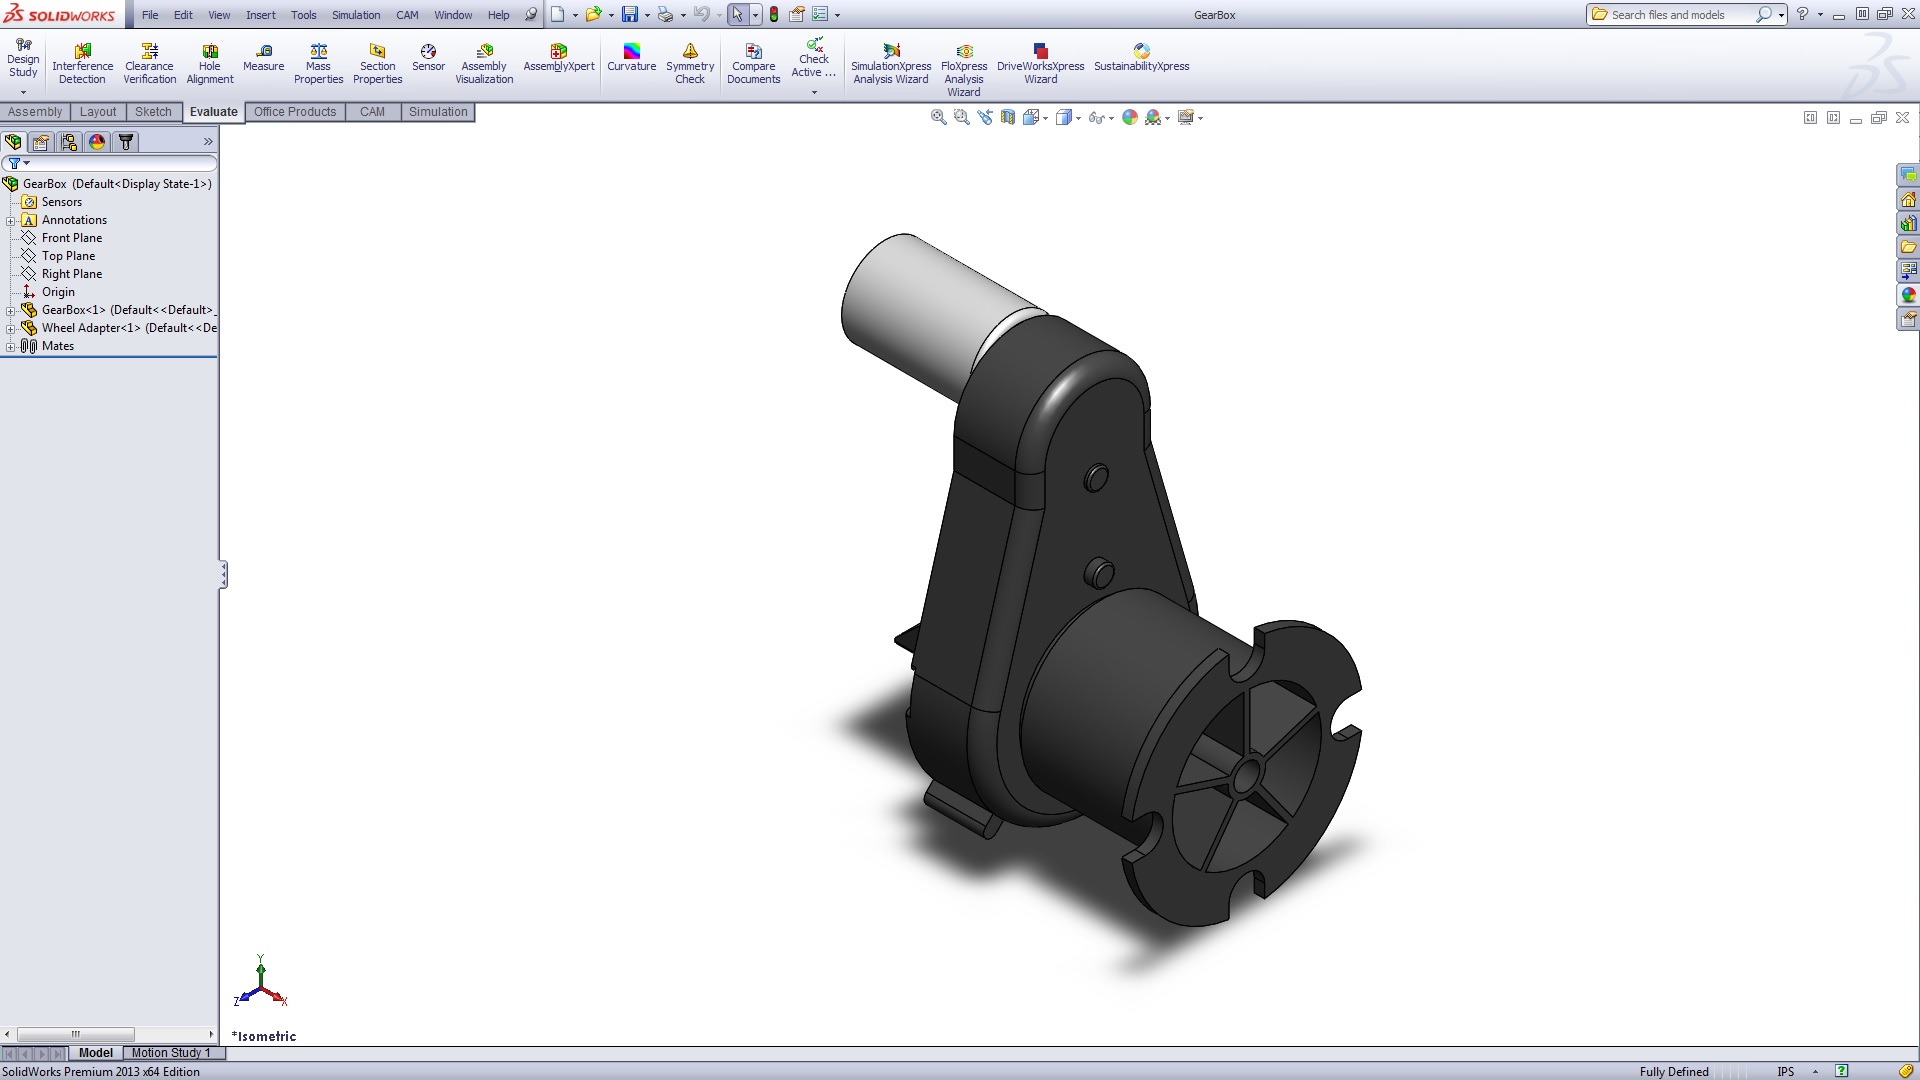 SOLIDWORKS File Edit View Insert Tools Simulation CAM Window Help GearBox Search files and models
Design Study
Interference Detection
Clearance Verification
Hole Alignment
Measure
Mass Properties
Section Properties
Sensor
Assembly Visualization
AssemblyXpert
Curvature
Symmetry Check
Compare Documents
Check Active ...
SimulationXpress Analysis Wizard
FloXpress Analysis Wizard
DriveWorksXpress Wizard
SustainabilityXpress
Assembly Layout Sketch Evaluate Office Products CAM Simulation
GearBox (Default<Display State-1>)
Sensors
Annotations
Front Plane
Top Plane
Right Plane
Origin
GearBox<1> (Default<<Default>_
Wheel Adapter<1> (Default<<De
Mates
Y
Z X
*Isometric
Model Motion Study 1
SolidWorks Premium 2013 x64 Edition Fully Defined IPS